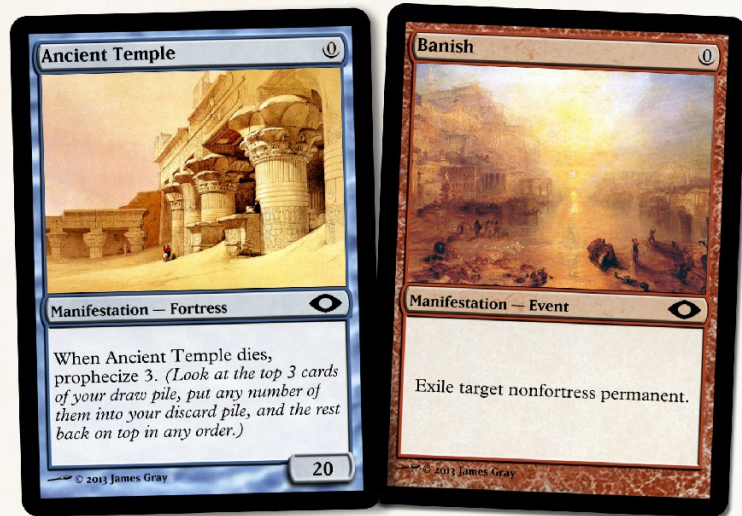 Ancient Temple 0
Manifestation — Fortress
When Ancient Temple dies,
prophecize 3. (Look at the top 3 cards
of your draw pile, put any number of
them into your discard pile, and the rest
back on top in any order.)
20
© 2013 James Gray
Banish 0
Manifestation — Event
Exile target nonfortress permanent.
© 2013 James Gray